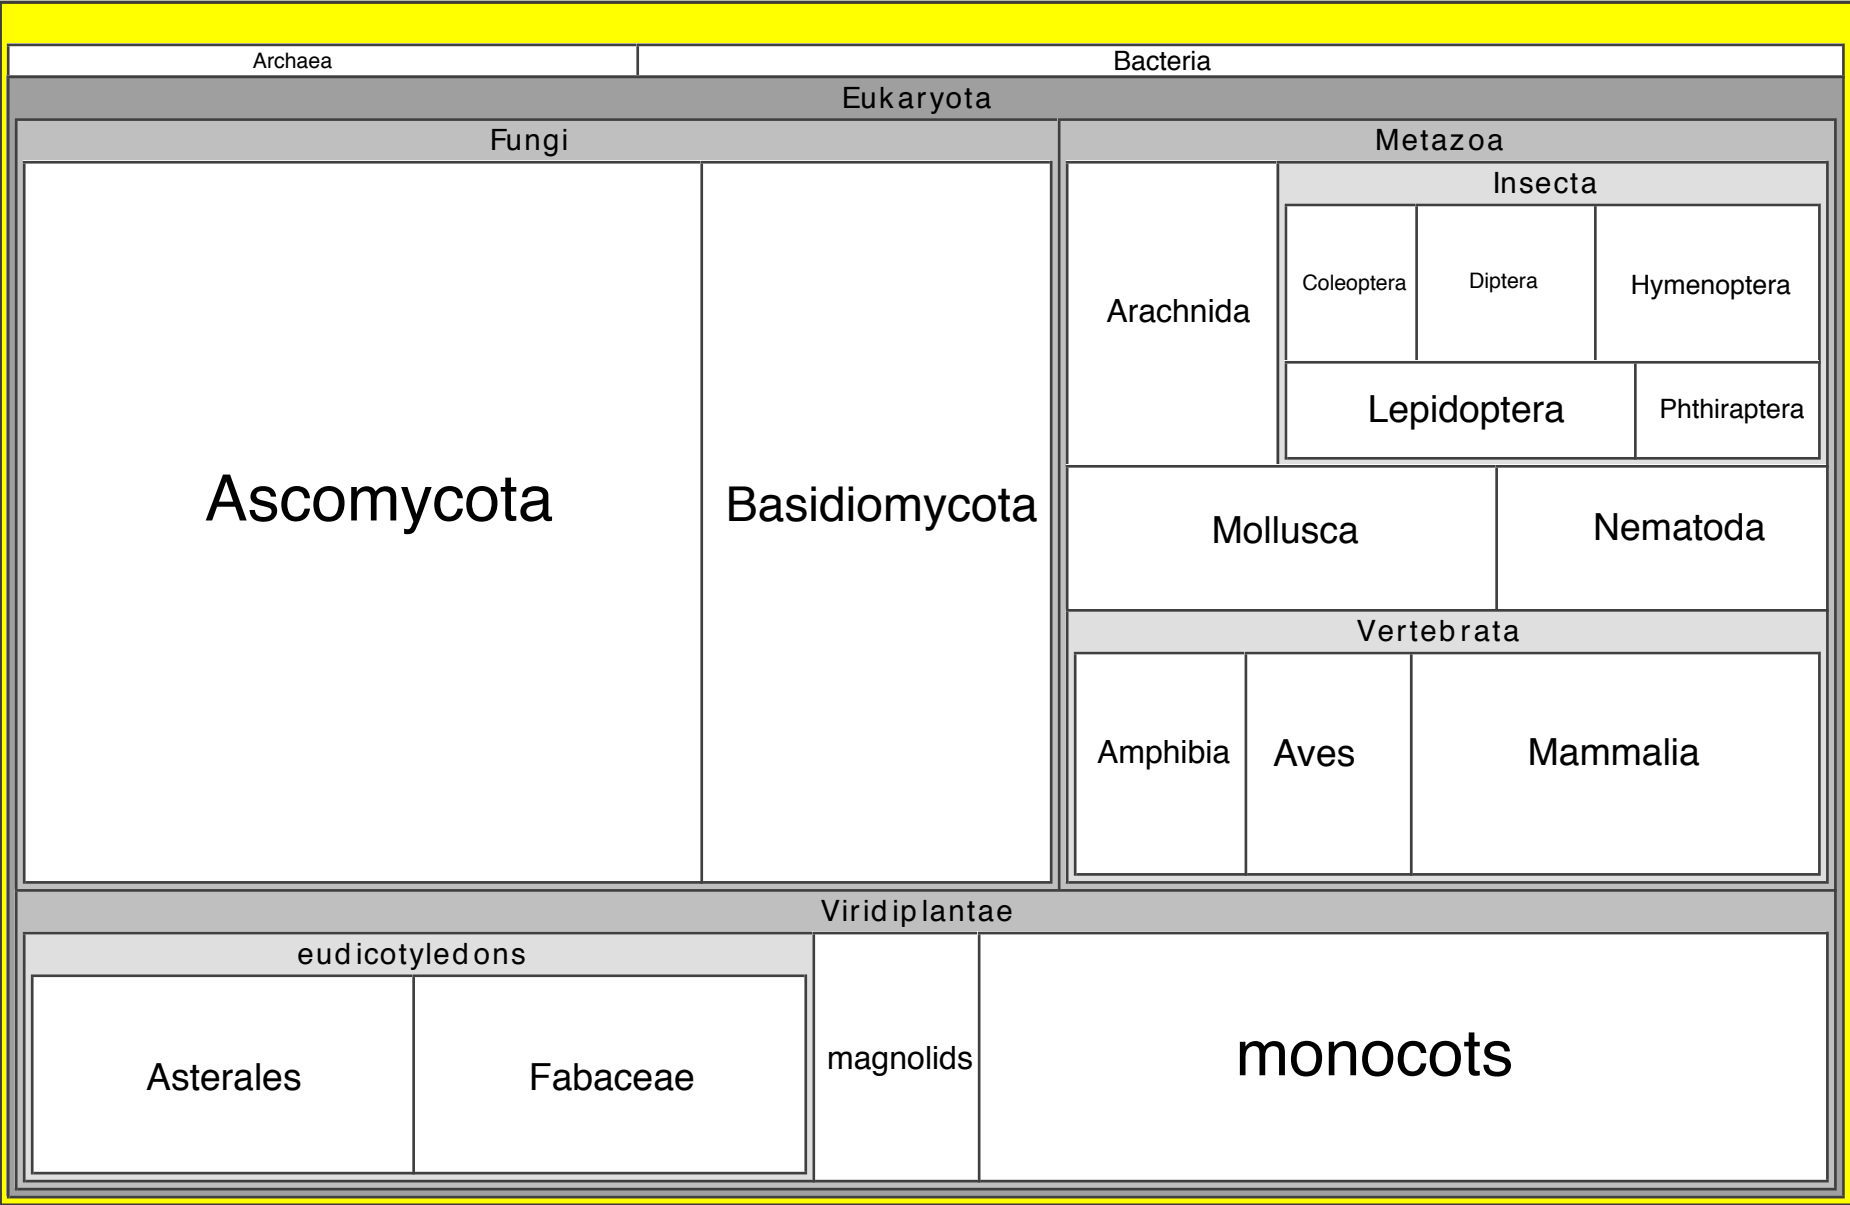 Archaea
Bacteria
Eukaryota
Fungi
Ascomycota
Basidiomycota
Metazoa
Arachnida
Insecta
Coleoptera
Diptera
Hymenoptera
Lepidoptera
Phthiraptera
Mollusca
Nematoda
Vertebrata
Amphibia
Aves
Mammalia
Viridiplantae
eudicotyledons
Asterales
Fabaceae
magnolids
monocots